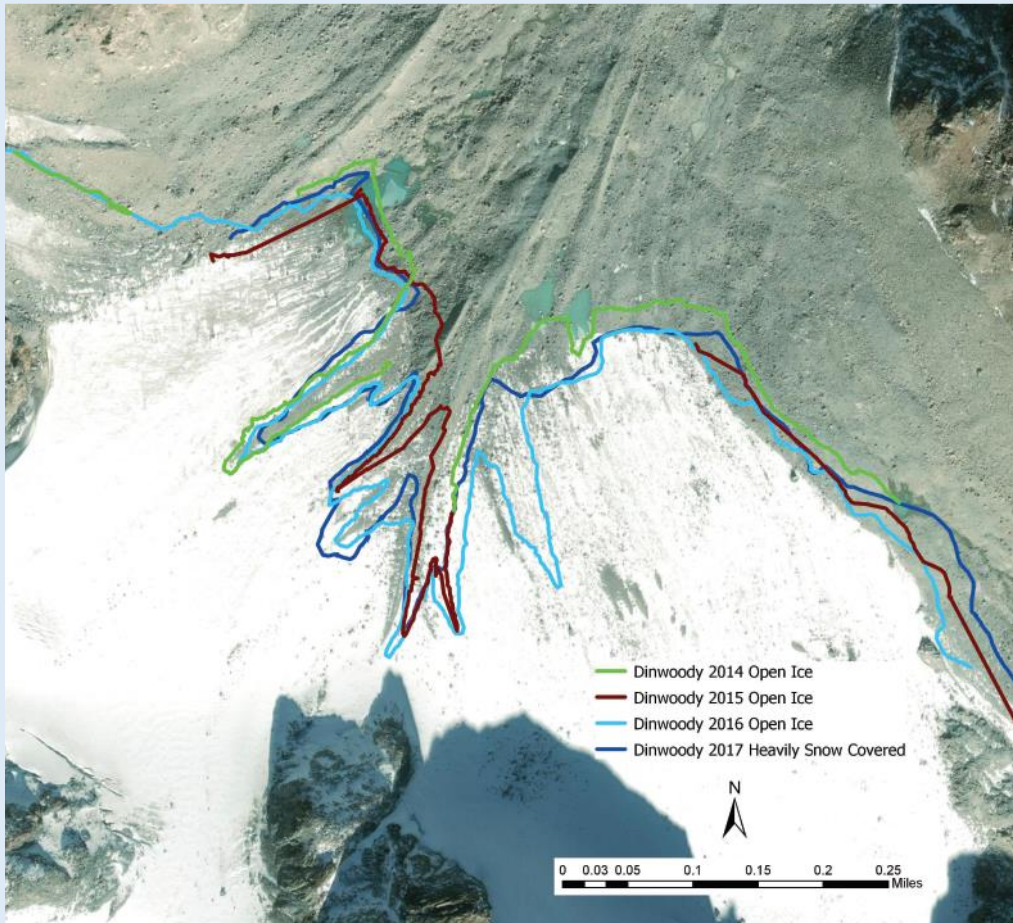 Dinwoody 2014 Open Ice
Dinwoody 2015 Open Ice
Dinwoody 2016 Open Ice
Dinwoody 2017 Heavily Snow Covered
N
0 0.03 0.05 0.1 0.15 0.2 0.25
Miles